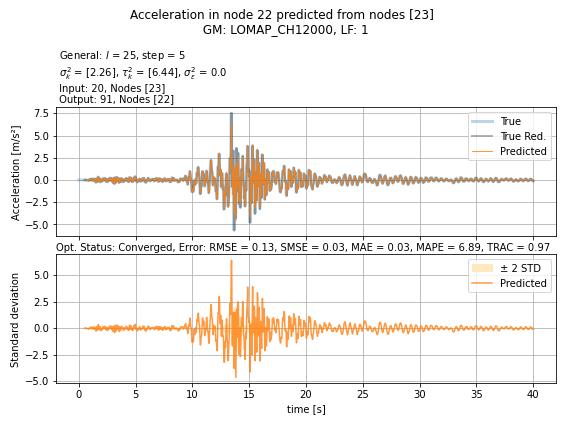 Acceleration in node 22 predicted from nodes [23]
GM: LOMAP_CH12000, LF: 1
General: l = 25, step = 5
σ²ₖ = [2.26], τ²ₖ = [6.44], σ²ε = 0.0
Input: 20, Nodes [23]
Output: 91, Nodes [22]
Acceleration [m/s²]
7.5
5.0
2.5
0.0
−2.5
−5.0
True
True Red.
Predicted
Opt. Status: Converged, Error: RMSE = 0.13, SMSE = 0.03, MAE = 0.03, MAPE = 6.89, TRAC = 0.97
Standard deviation
5.0
2.5
0.0
−2.5
−5.0
± 2 STD
Predicted
0 5 10 15 20 25 30 35 40
time [s]